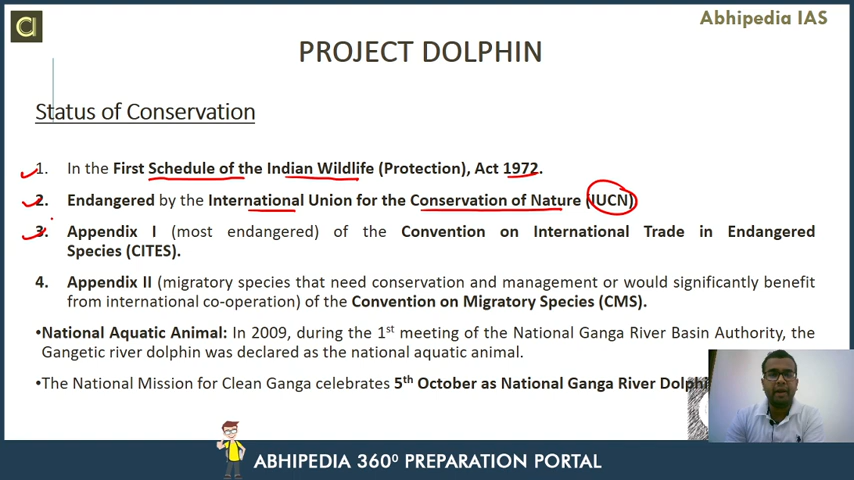 Abhipedia IAS
PROJECT DOLPHIN
Status of Conservation
1. In the First Schedule of the Indian Wildlife (Protection), Act 1972.
2. Endangered by the International Union for the Conservation of Nature (IUCN)
3. Appendix I (most endangered) of the Convention on International Trade in Endangered
Species (CITES).
4. Appendix II (migratory species that need conservation and management or would significantly benefit
from international co-operation) of the Convention on Migratory Species (CMS).
•National Aquatic Animal: In 2009, during the 1st meeting of the National Ganga River Basin Authority, the
Gangetic river dolphin was declared as the national aquatic animal.
•The National Mission for Clean Ganga celebrates 5th October as National Ganga River
ABHIPEDIA 360⁰ PREPARATION PORTAL